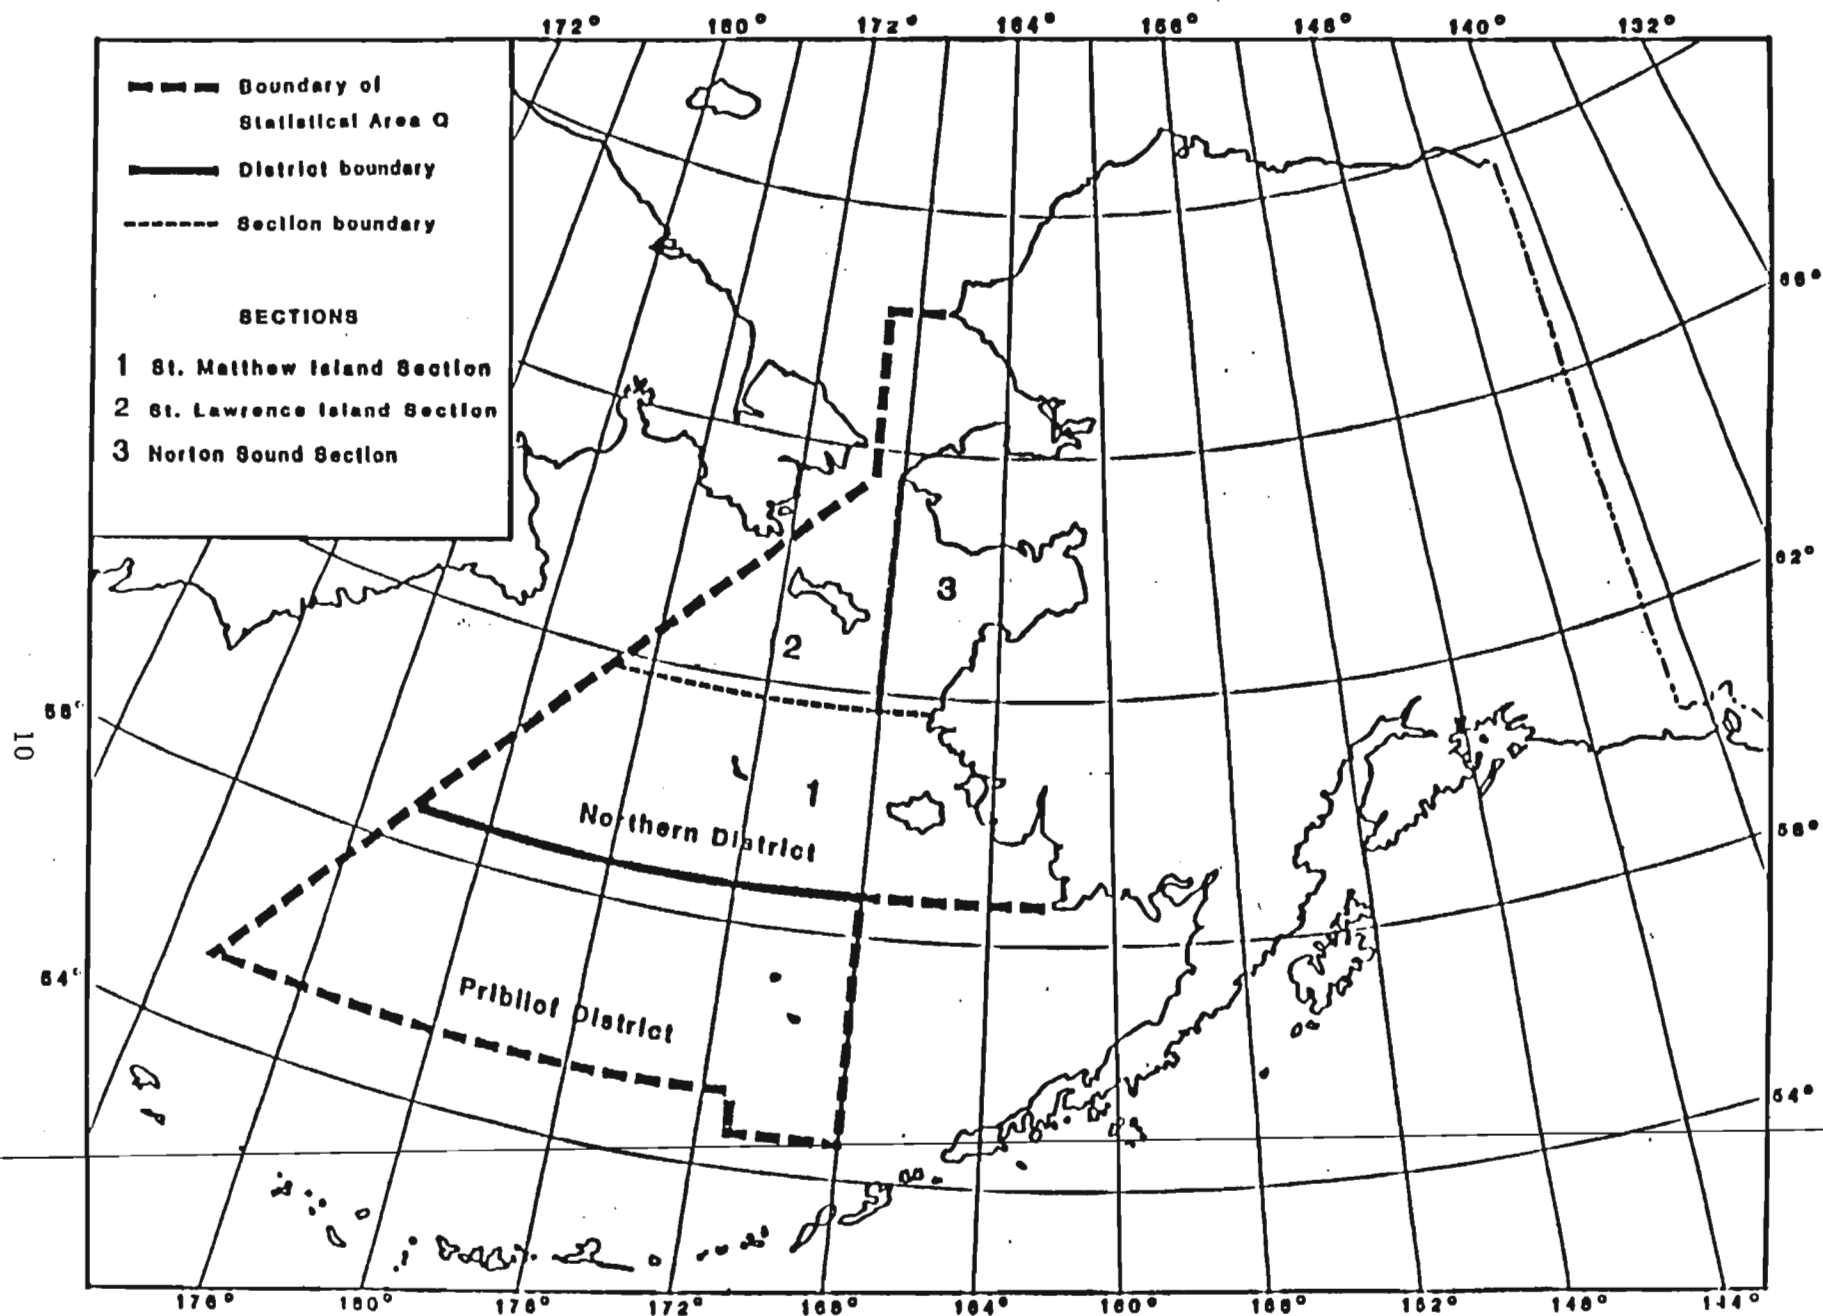 172° 180 172° 164° 156° 148° 140° 132°
Boundary of
Statistical Area Q
District boundary
Section boundary
SECTIONS
1 St. Matthew Island Section
2 St. Lawrence Island Section
3 Norton Sound Section
66°
62°
3
2
58°
10
1
Northern District
58°
54°
Pribilof District
54°
176° 180° 176° 172° 168° 164° 160° 152° 148° 144°